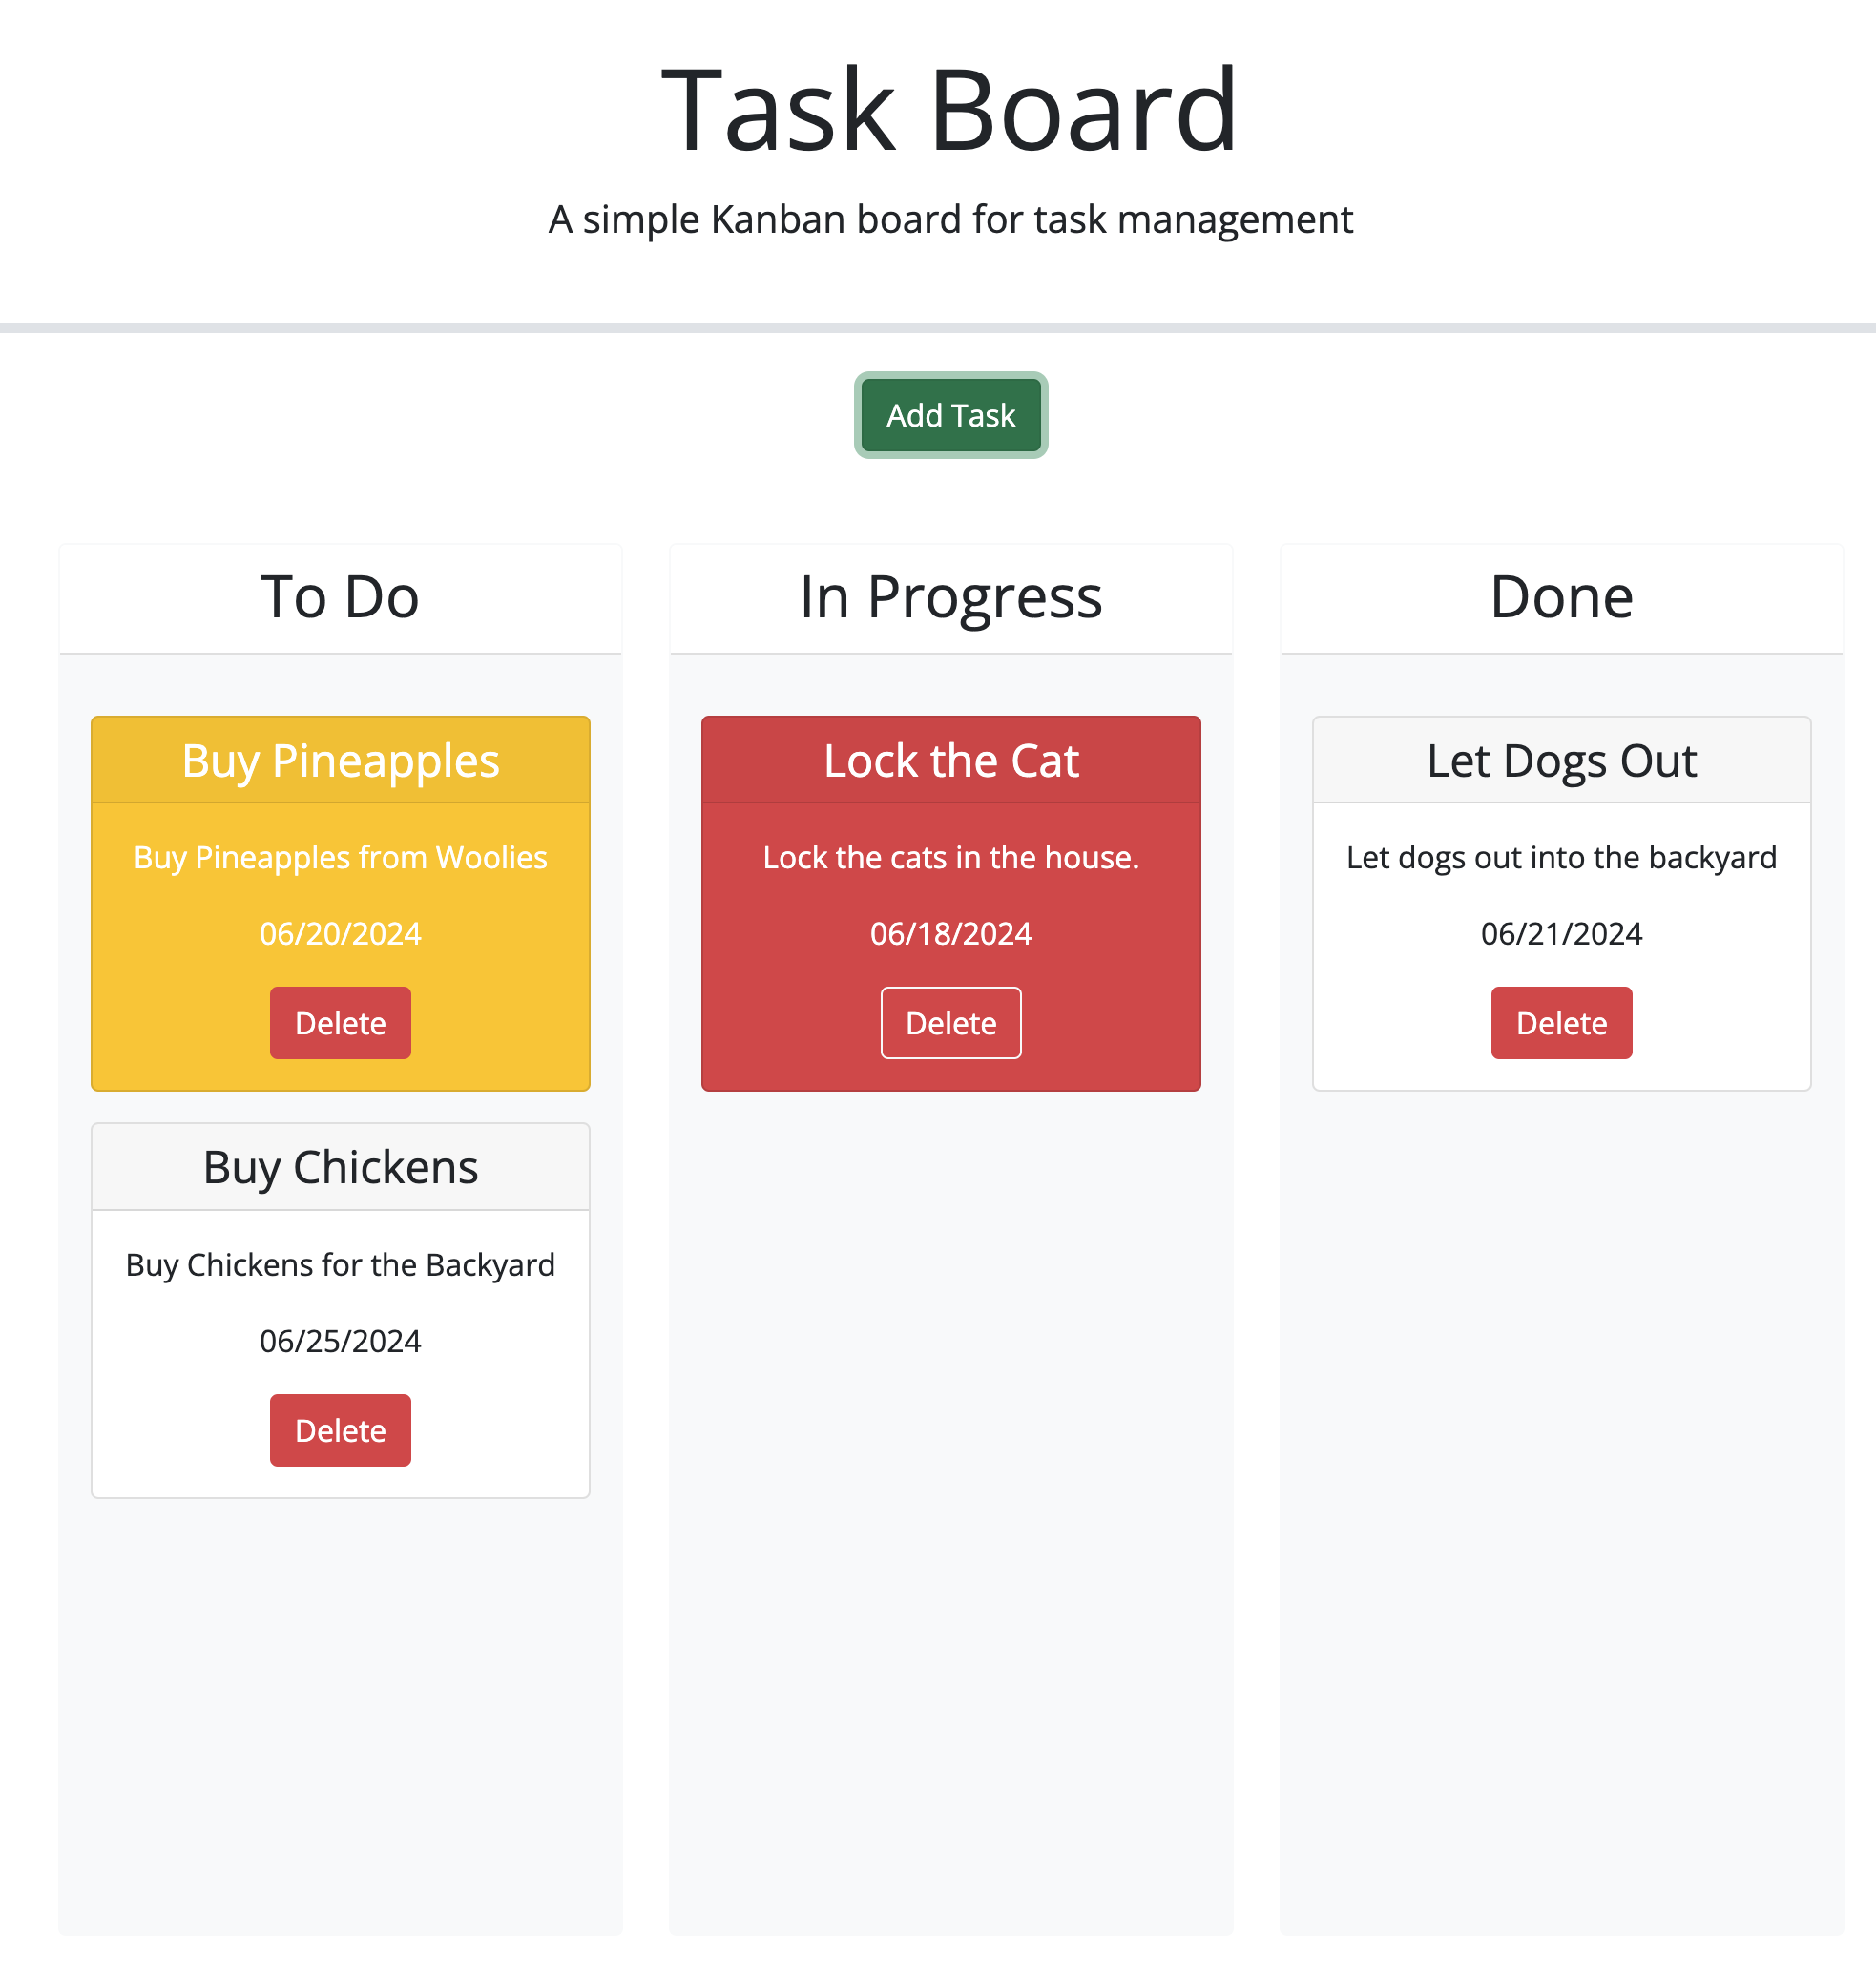 Task Board
A simple Kanban board for task management
Add Task
To Do
Buy Pineapples
Buy Pineapples from Woolies
06/20/2024
Delete
Buy Chickens
Buy Chickens for the Backyard
06/25/2024
Delete
In Progress
Lock the Cat
Lock the cats in the house.
06/18/2024
Delete
Done
Let Dogs Out
Let dogs out into the backyard
06/21/2024
Delete